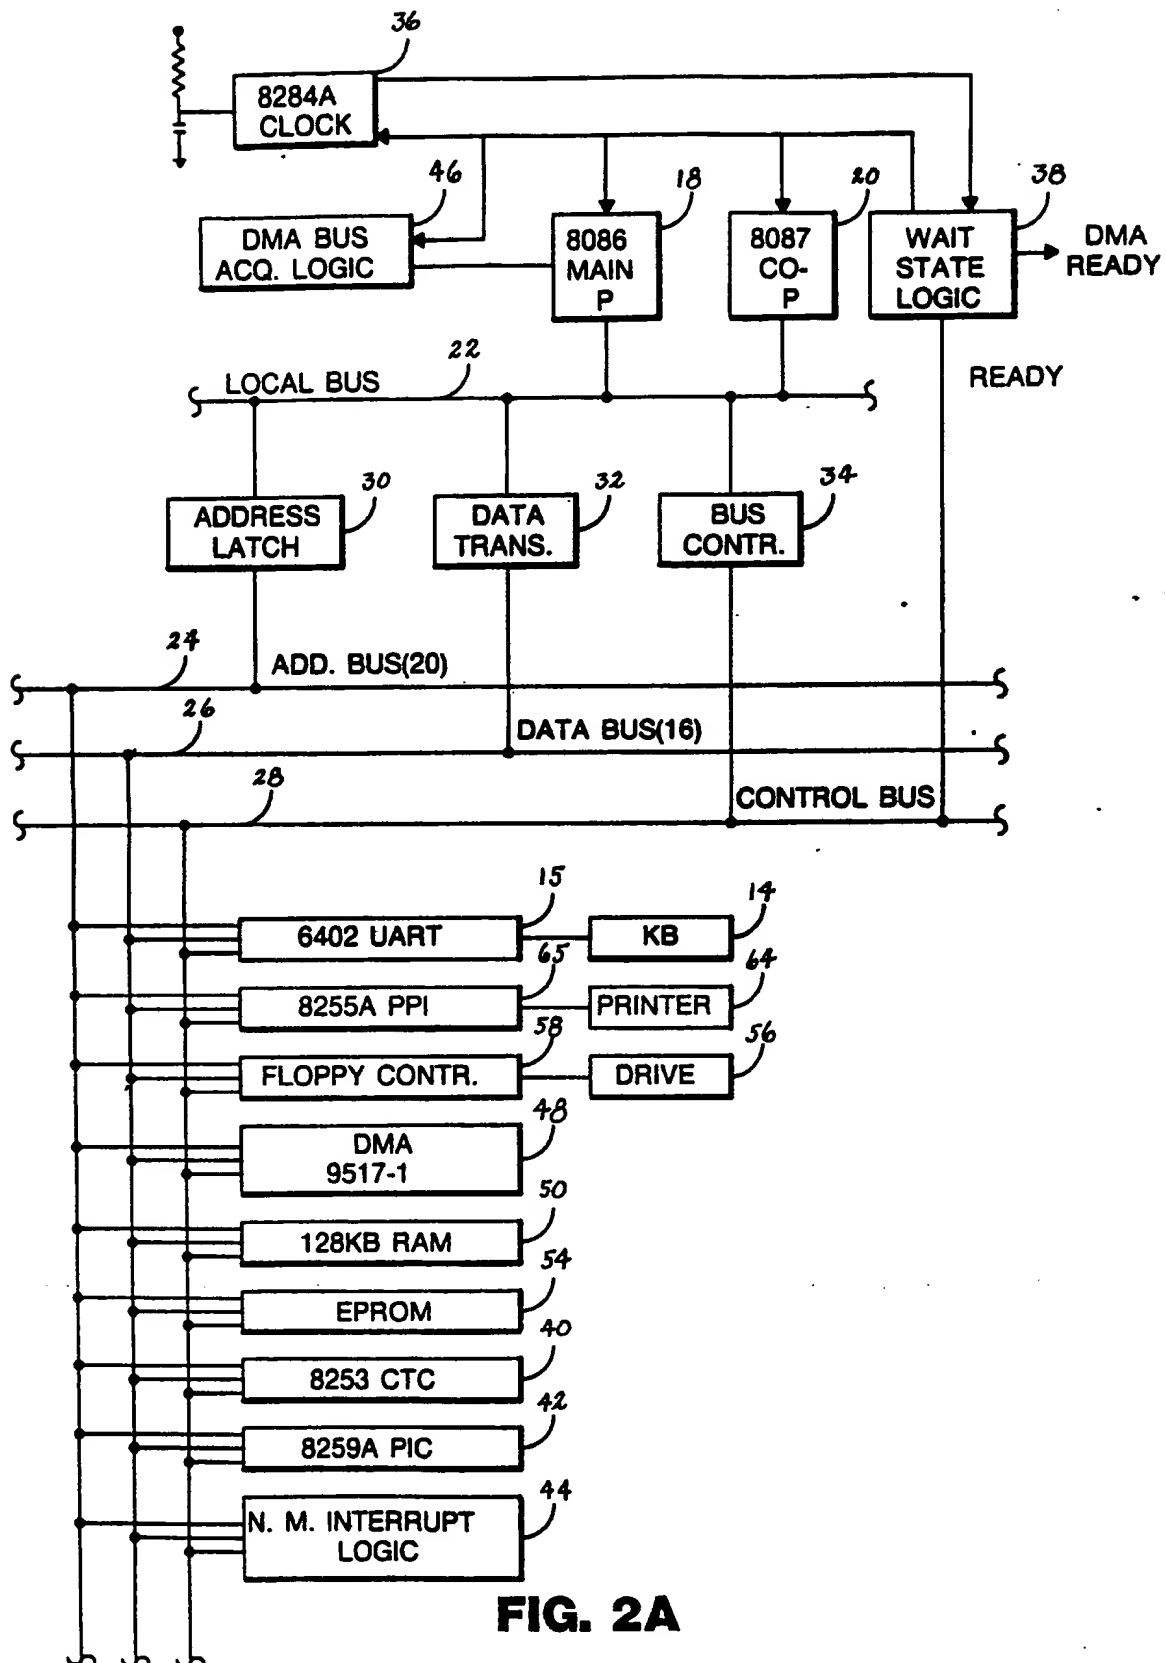 36
8284A
CLOCK
46
18
20
38
DMA BUS
ACQ. LOGIC
8086
MAIN
P
8087
CO-
P
WAIT
STATE
LOGIC
DMA
READY
22
LOCAL BUS
READY
30
32
34
ADDRESS
LATCH
DATA
TRANS.
BUS
CONTR.
24
ADD. BUS(20)
26
DATA BUS(16)
28
CONTROL BUS
15
14
6402 UART
KB
65
64
8255A PPI
PRINTER
58
56
FLOPPY CONTR.
DRIVE
48
DMA
9517-1
50
128KB RAM
54
EPROM
40
8253 CTC
42
8259A PIC
44
N. M. INTERRUPT
LOGIC
FIG. 2A